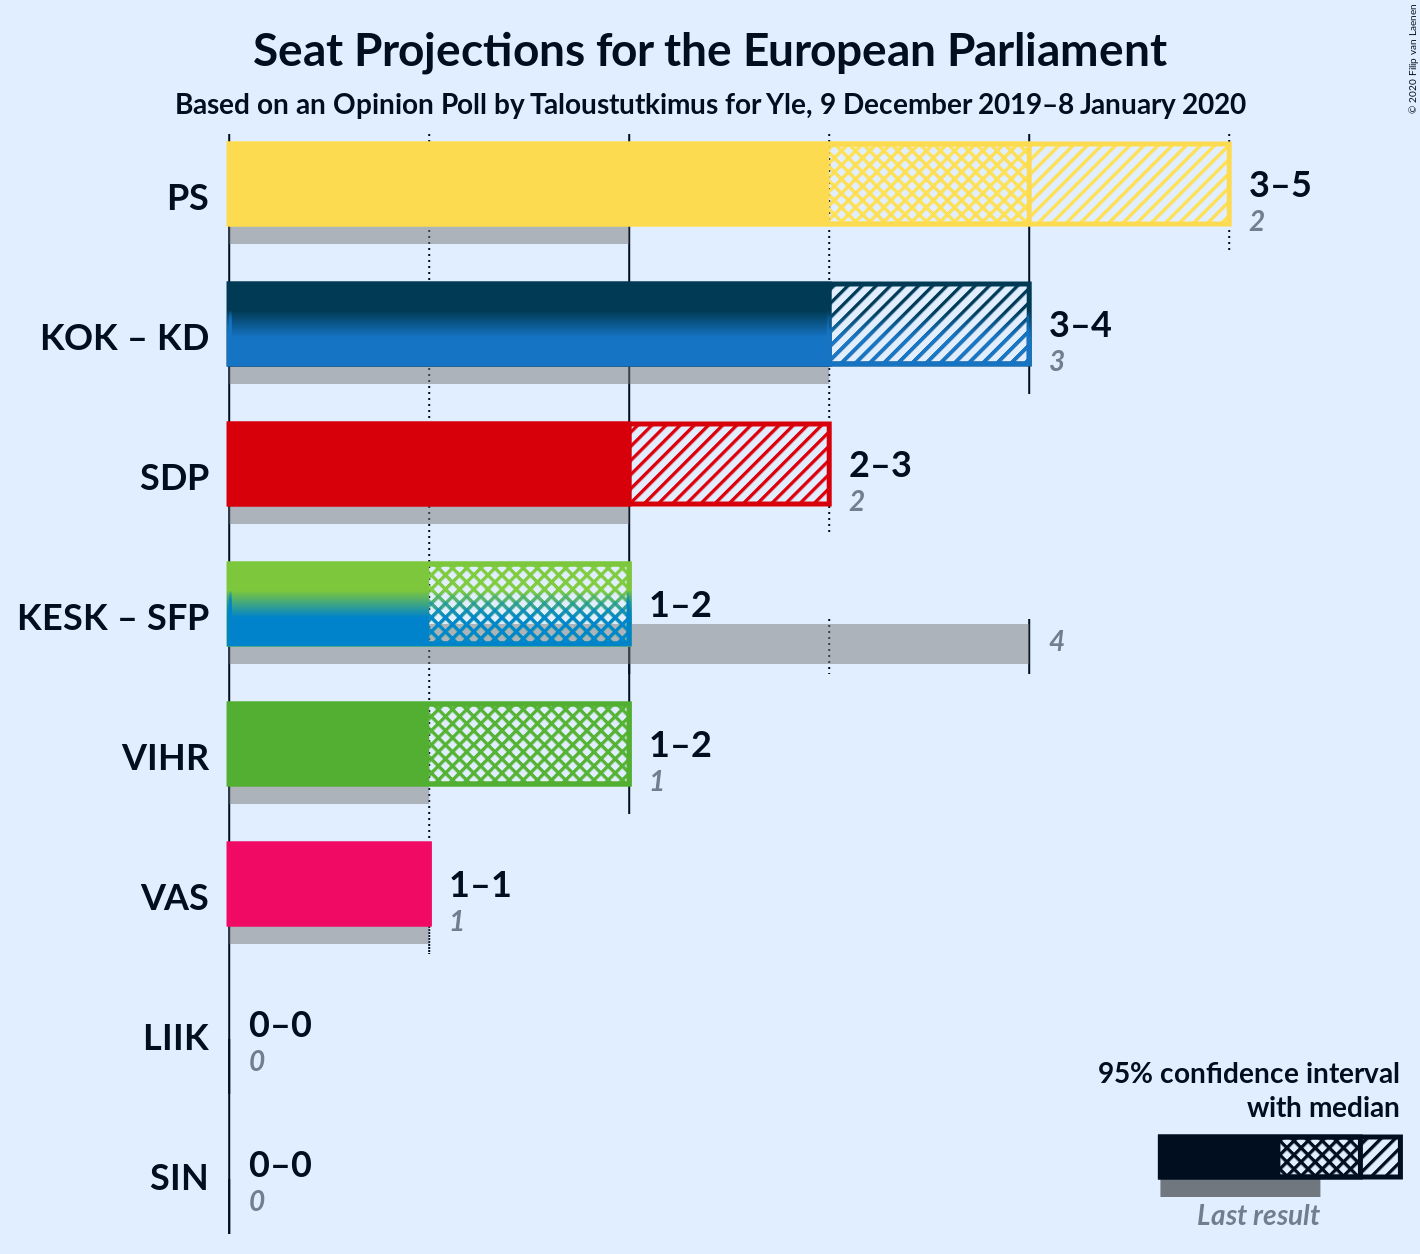 Seat Projections for the European Parliament
Based on an Opinion Poll by Taloustutkimus for Yle, 9 December 2019–8 January 2020
© 2020 Filip van Laenen
PS
3–5
2
KOK – KD
3–4
3
SDP
2–3
2
KESK – SFP
1–2
4
VIHR
1–2
1
VAS
1–1
1
LIIK
0–0
0
SIN
0–0
0
95% confidence interval
with median
Last result